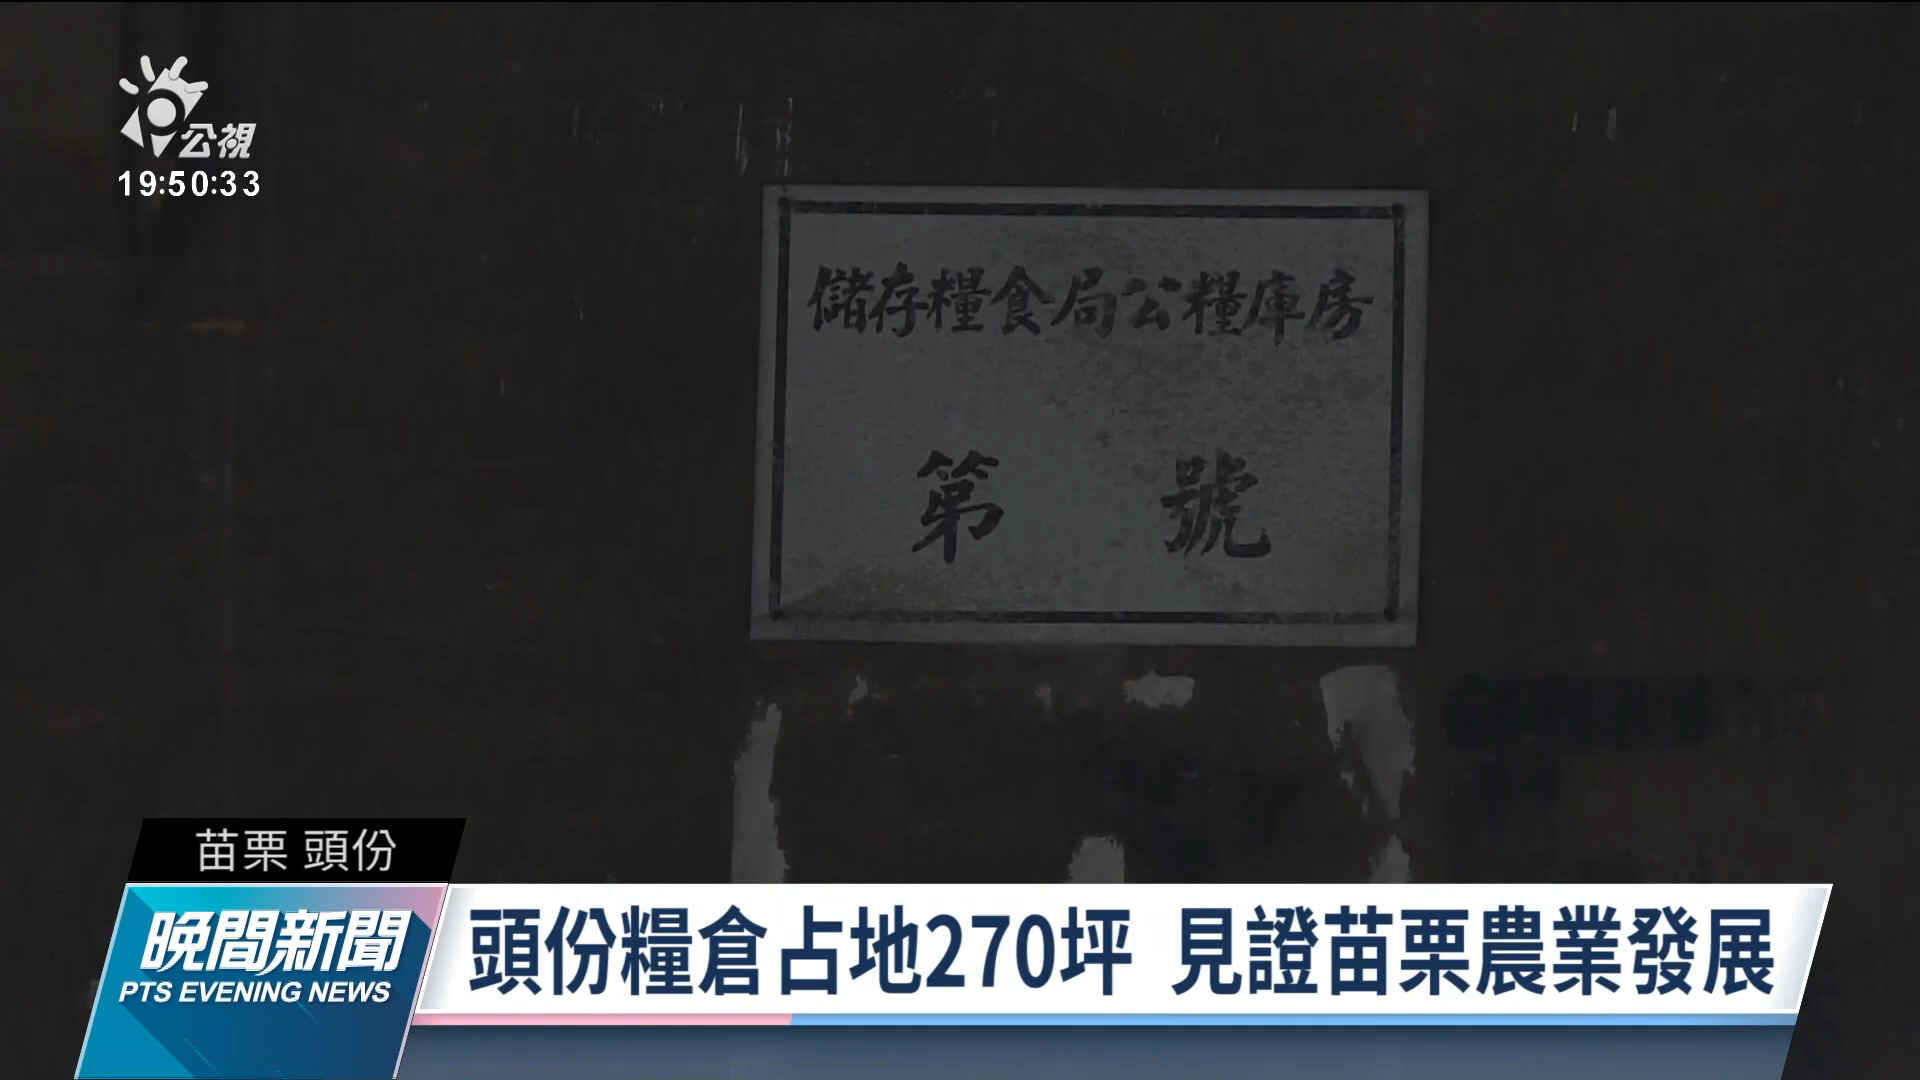 公視
19:50:33
儲存糧食局公糧庫房
第 號
苗栗 頭份
晚間新聞
PTS EVENING NEWS
頭份糧倉占地270坪 見證苗栗農業發展